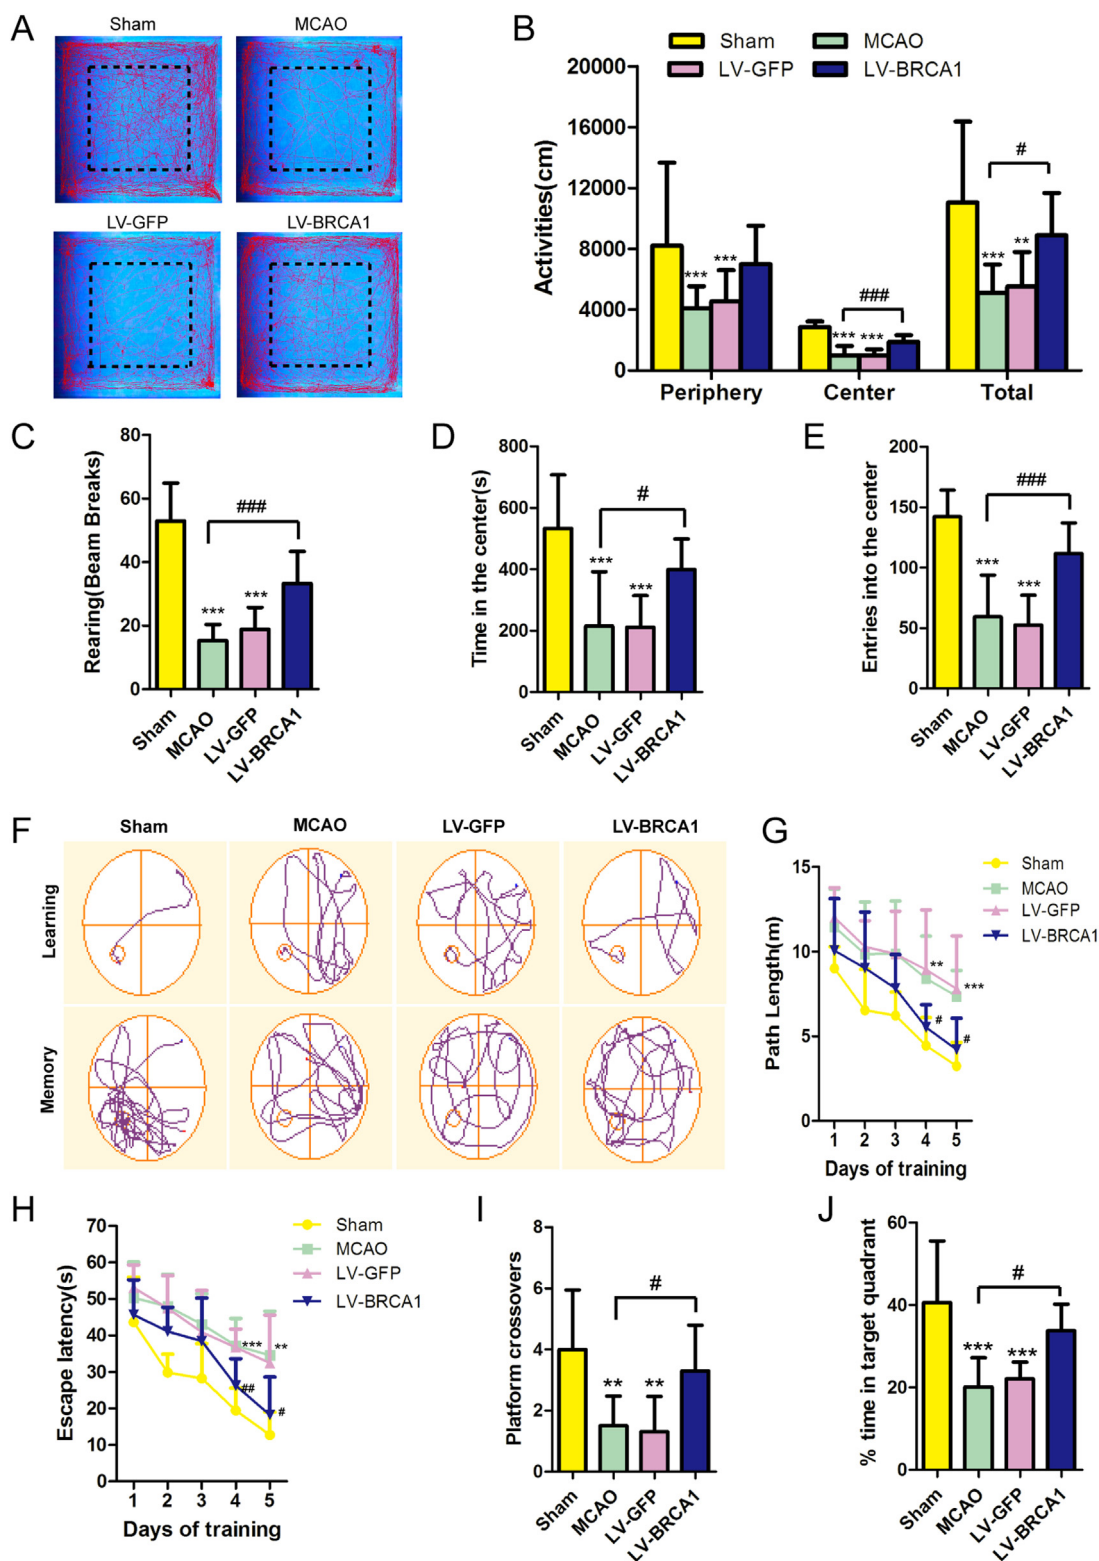 A
Sham
MCAO
LV-GFP
LV-BRCA1
B
Sham
MCAO
LV-GFP
LV-BRCA1
Activities(cm)
20000
16000
12000
8000
4000
0
***
***
***
***
###
***
**
#
Periphery
Center
Total
C
Rearing(Beam Breaks)
80
60
40
20
0
***
***
###
Sham
MCAO
LV-GFP
LV-BRCA1
D
Time in the center(s)
800
600
400
200
0
***
***
#
Sham
MCAO
LV-GFP
LV-BRCA1
E
Entries into the center
200
150
100
50
0
***
***
###
Sham
MCAO
LV-GFP
LV-BRCA1
F
Sham
MCAO
LV-GFP
LV-BRCA1
Learning
Memory
G
Sham
MCAO
LV-GFP
LV-BRCA1
Path Length(m)
15
10
5
0
**
***
#
#
1 2 3 4 5
Days of training
H
Sham
MCAO
LV-GFP
LV-BRCA1
Escape latency(s)
70
60
50
40
30
20
10
0
***
**
##
#
1 2 3 4 5
Days of training
I
Platform crossovers
8
6
4
2
0
**
**
#
Sham
MCAO
LV-GFP
LV-BRCA1
J
% time in target quadrant
60
40
20
0
***
***
#
Sham
MCAO
LV-GFP
LV-BRCA1